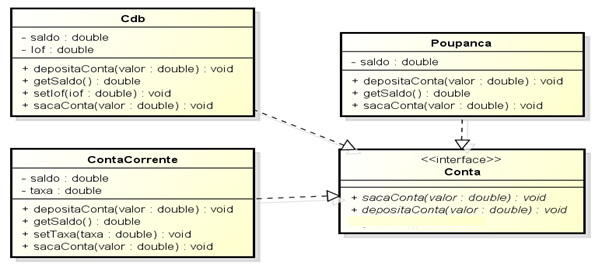 Cdb
- saldo : double
- Iof : double
+ depositaConta(valor : double) : void
+ getSaldo() : double
+ setIof(iof : double) : void
+ sacaConta(valor : double) : void
Poupanca
- saldo : double
+ depositaConta(valor : double) : void
+ getSaldo() : double
+ sacaConta(valor : double) : void
ContaCorrente
- saldo : double
- taxa : double
+ depositaConta(valor : double) : void
+ getSaldo() : double
+ setTaxa(taxa : double) : void
+ sacaConta(valor : double) : void
<<interface>>
Conta
+ sacaConta(valor : double) : void
+ depositaConta(valor : double) : void